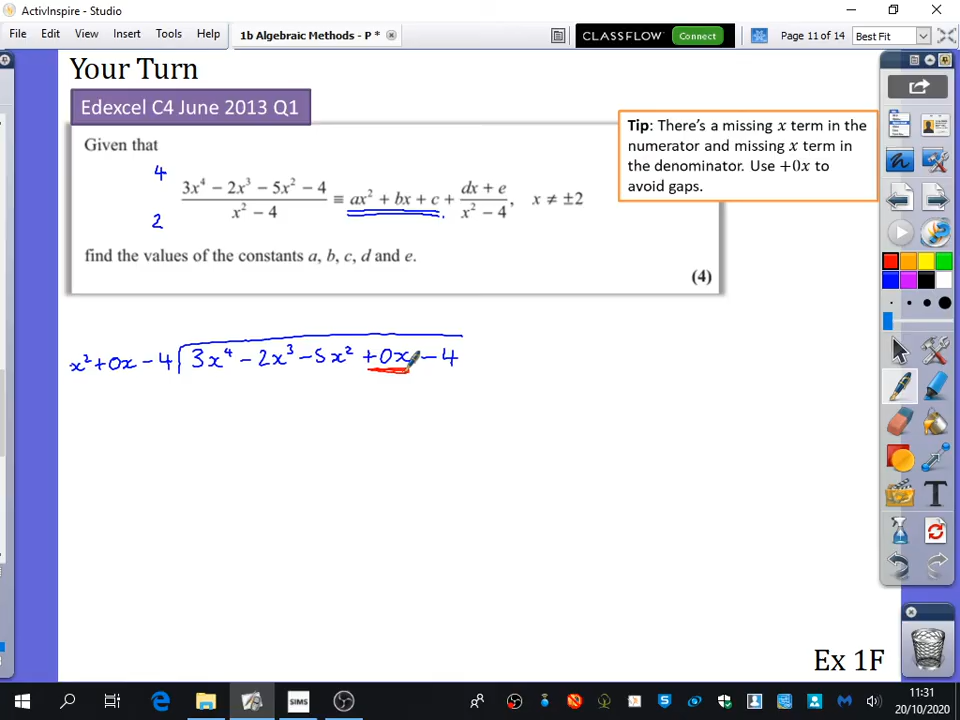 ActivInspire - Studio
File Edit View Insert Tools Help
1b Algebraic Methods - P *
CLASSFLOW Connect
Page 11 of 14
Best Fit
Your Turn
Edexcel C4 June 2013 Q1
Given that
4
2
3x⁴ − 2x³ − 5x² − 4 / x² − 4 ≡ ax² + bx + c + dx + e / x² − 4, x ≠ ±2
find the values of the constants a, b, c, d and e.
(4)
Tip: There's a missing x term in the
numerator and missing x term in
the denominator. Use +0x to
avoid gaps.
x² + 0x − 4 3x⁴ − 2x³ − 5x² + 0x − 4
Ex 1F
SIMS
11:31
20/10/2020